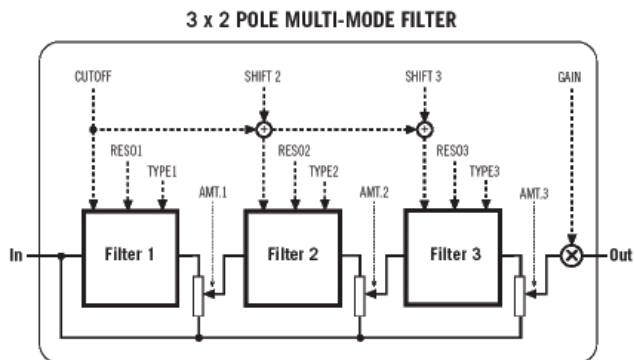 3 x 2 POLE MULTI-MODE FILTER
CUTOFF SHIFT 2 SHIFT 3 GAIN
+ +
RESO1 RESO2 RESO3
TYPE1 TYPE2 TYPE3
AMT.1 AMT.2 AMT.3
In Filter 1 Filter 2 Filter 3 Out